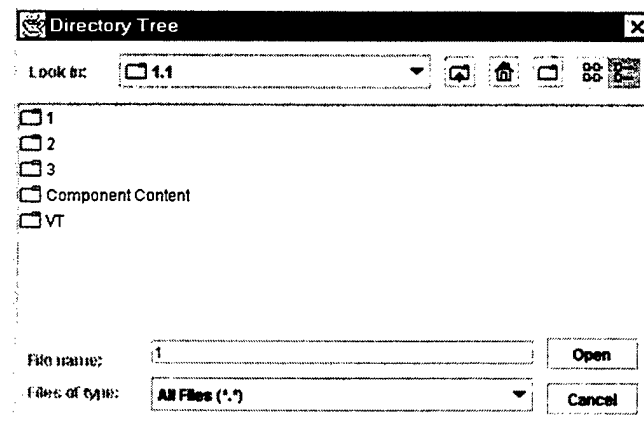 Directory Tree
Look in: 1.1
1
2
3
Component Content
VT
File name: 1 Open
Files of type: All Files (*.*) Cancel